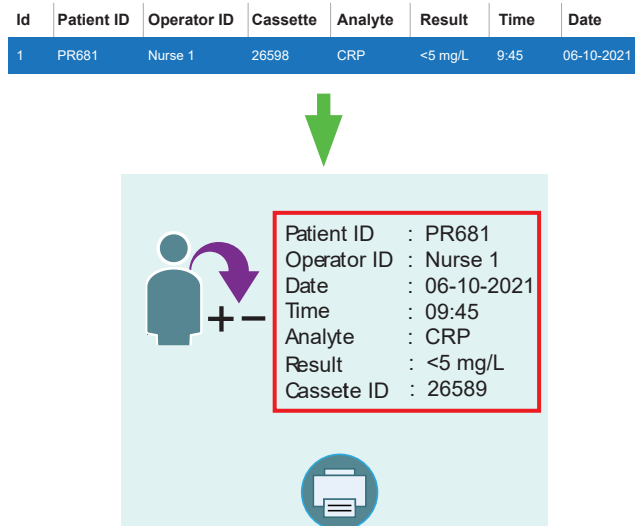 Id Patient ID Operator ID Cassette Analyte Result Time Date
1 PR681 Nurse 1 26598 CRP <5 mg/L 9:45 06-10-2021
Patient ID : PR681
Operator ID : Nurse 1
Date : 06-10-2021
Time : 09:45
Analyte : CRP
Result : <5 mg/L
Cassete ID : 26589
+ −